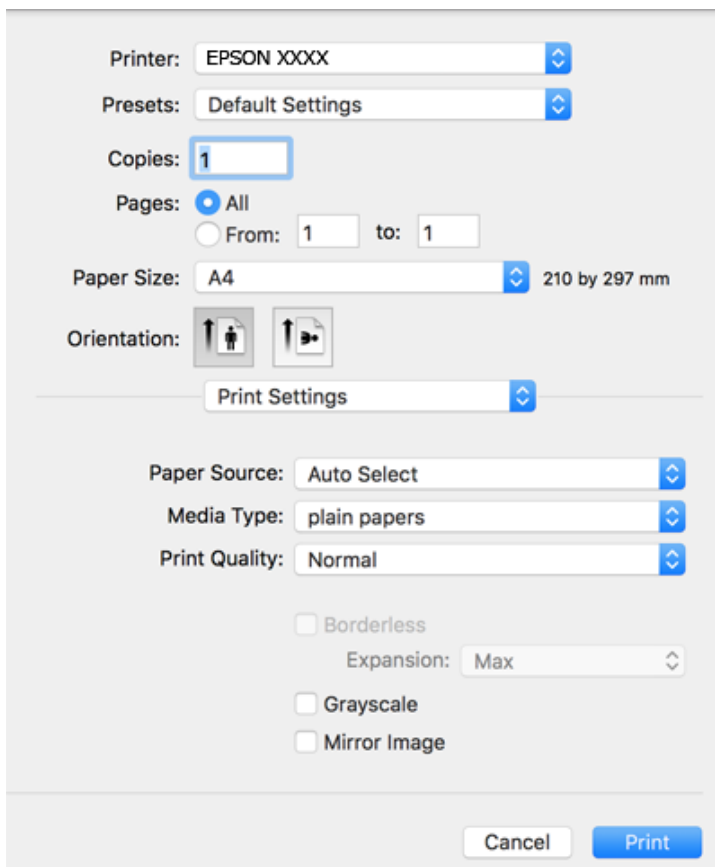 Printer: EPSON XXXX
Presets: Default Settings
Copies: 1
Pages: All
From: 1 to: 1
Paper Size: A4 210 by 297 mm
Orientation:
Print Settings
Paper Source: Auto Select
Media Type: plain papers
Print Quality: Normal
Borderless
Expansion: Max
Grayscale
Mirror Image
Cancel Print